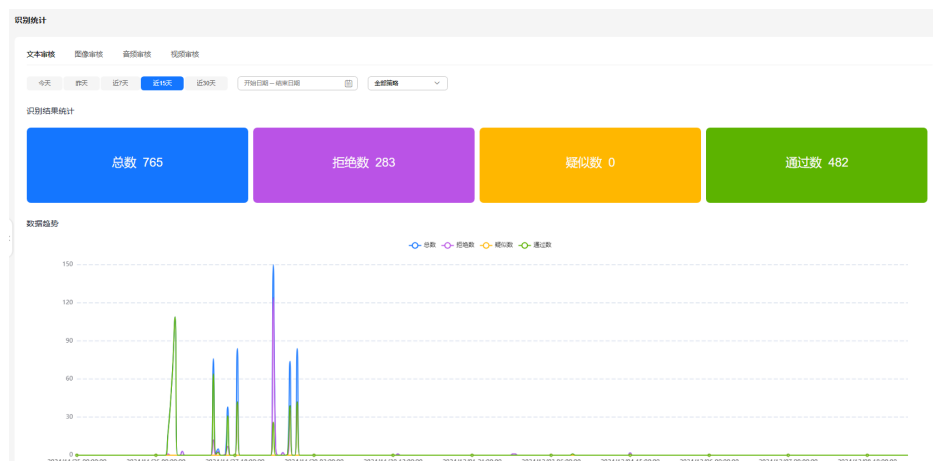 识别统计
文本审核 图像审核 音频审核 视频审核
今天 昨天 近7天 近15天 近30天 开始日期 – 结束日期 全部策略
识别结果统计
总数 765 拒绝数 283 疑似数 0 通过数 482
数据趋势
总数 拒绝数 疑似数 通过数
150
120
90
60
30
0